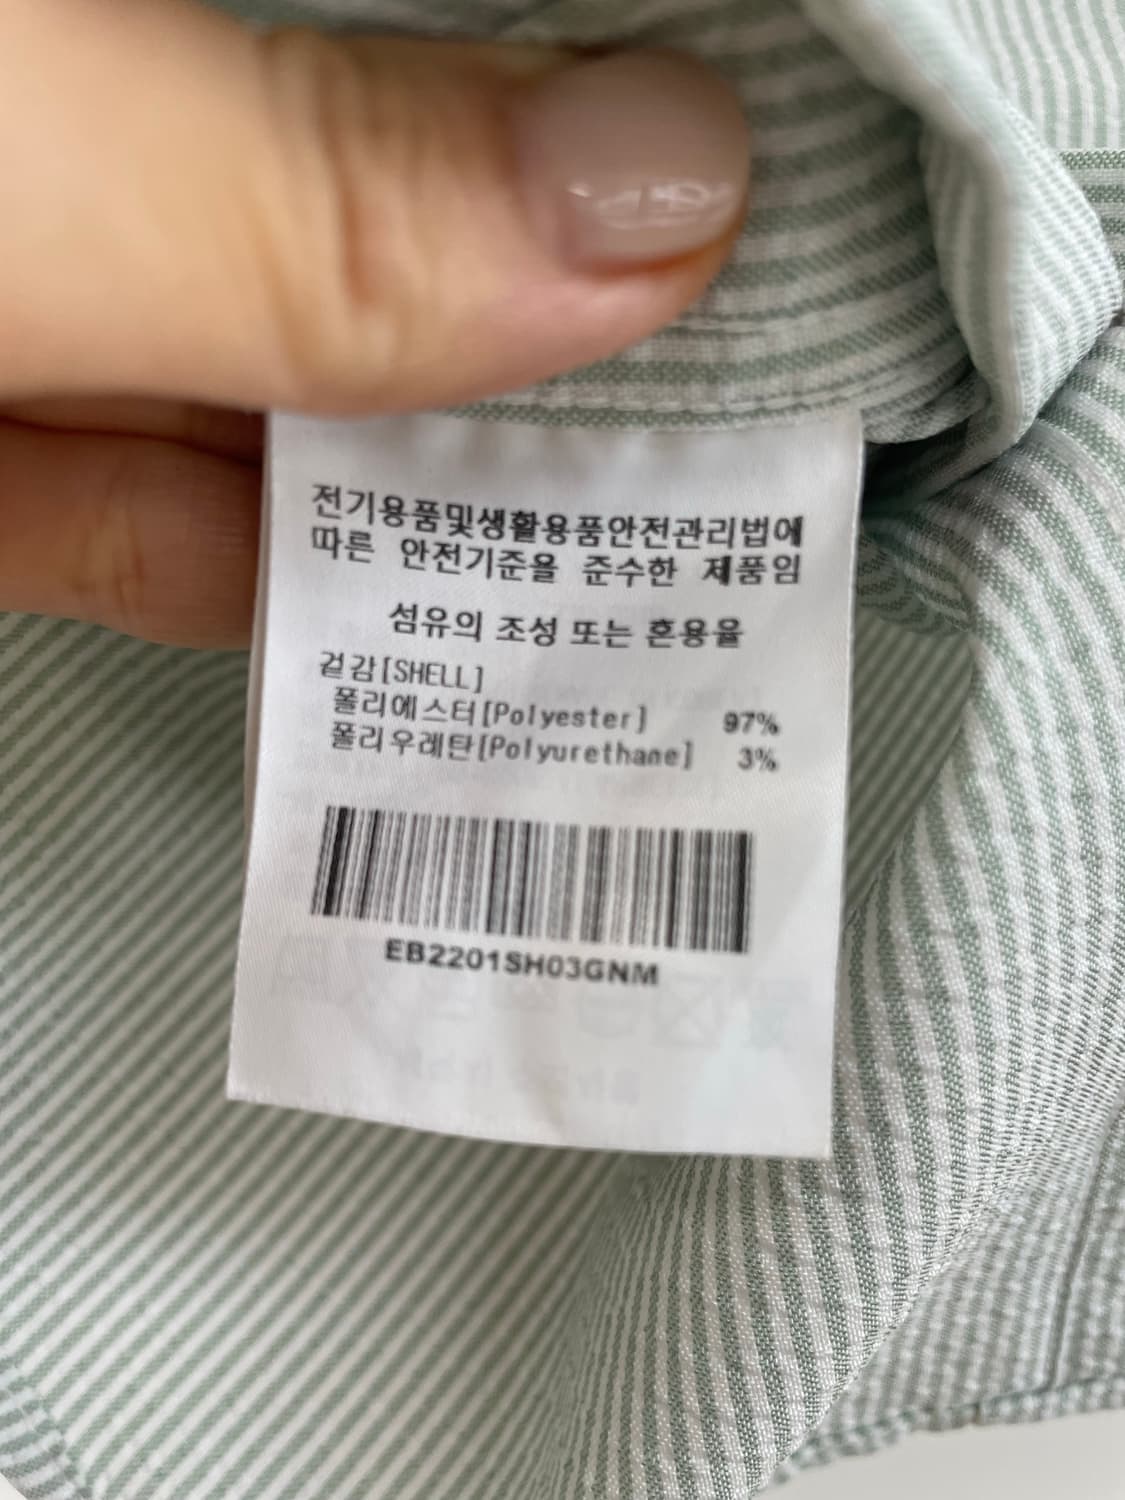 전기용품및생활용품안전관리법에
따른 안전기준을 준수한 제품임
섬유의 조성 또는 혼용율
겉감[SHELL]
폴리에스터[Polyester] 97%
폴리우레탄[Polyurethane] 3%
EB2201SH03GNM